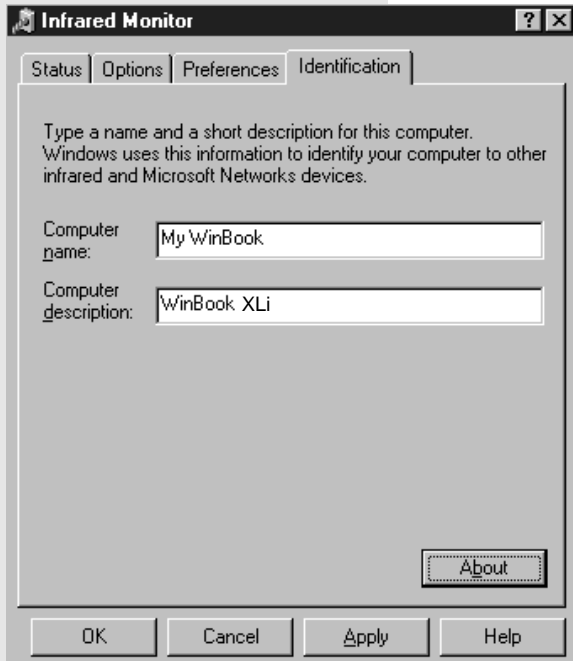 Infrared Monitor
Status Options Preferences Identification
Type a name and a short description for this computer.
Windows uses this information to identify your computer to other
infrared and Microsoft Networks devices.
Computer
name:
My WinBook
Computer
description:
WinBook XLi
About
OK Cancel Apply Help